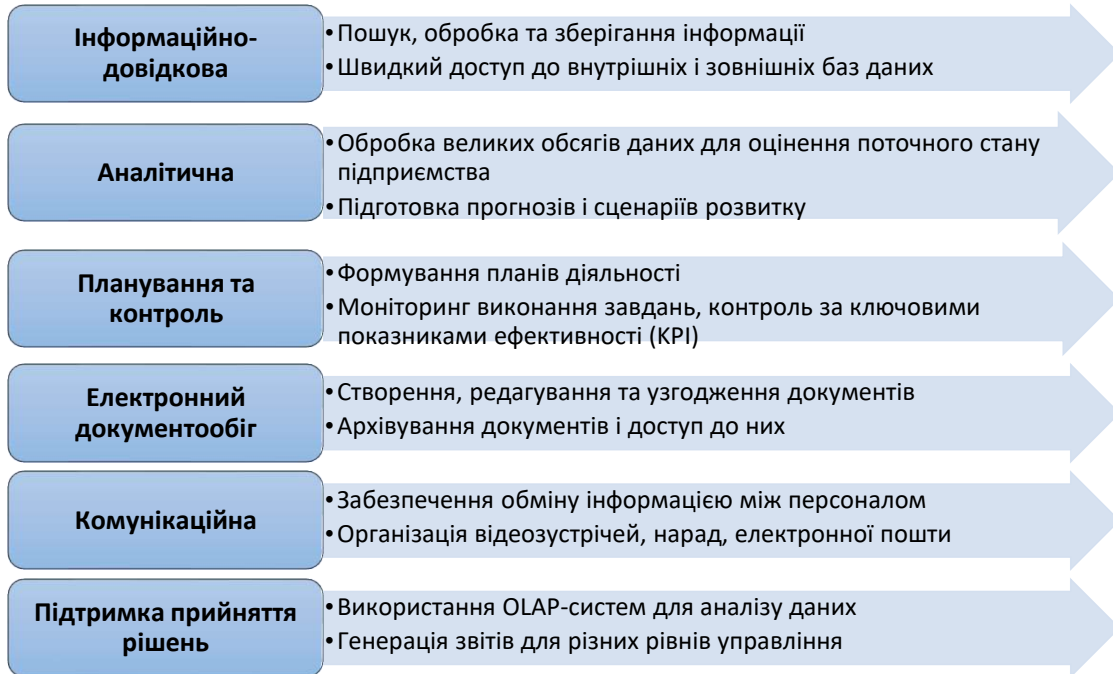 Інформаційно-
довідкова
•Пошук, обробка та зберігання інформації
•Швидкий доступ до внутрішніх і зовнішніх баз даних
Аналітична
•Обробка великих обсягів даних для оцінення поточного стану
підприємства
•Підготовка прогнозів і сценаріїв розвитку
Планування та
контроль
•Формування планів діяльності
•Моніторинг виконання завдань, контроль за ключовими
показниками ефективності (KPI)
Електронний
документообіг
•Створення, редагування та узгодження документів
•Архівування документів і доступ до них
Комунікаційна
•Забезпечення обміну інформацією між персоналом
•Організація відеозустрічей, нарад, електронної пошти
Підтримка прийняття
рішень
•Використання OLAP-систем для аналізу даних
•Генерація звітів для різних рівнів управління